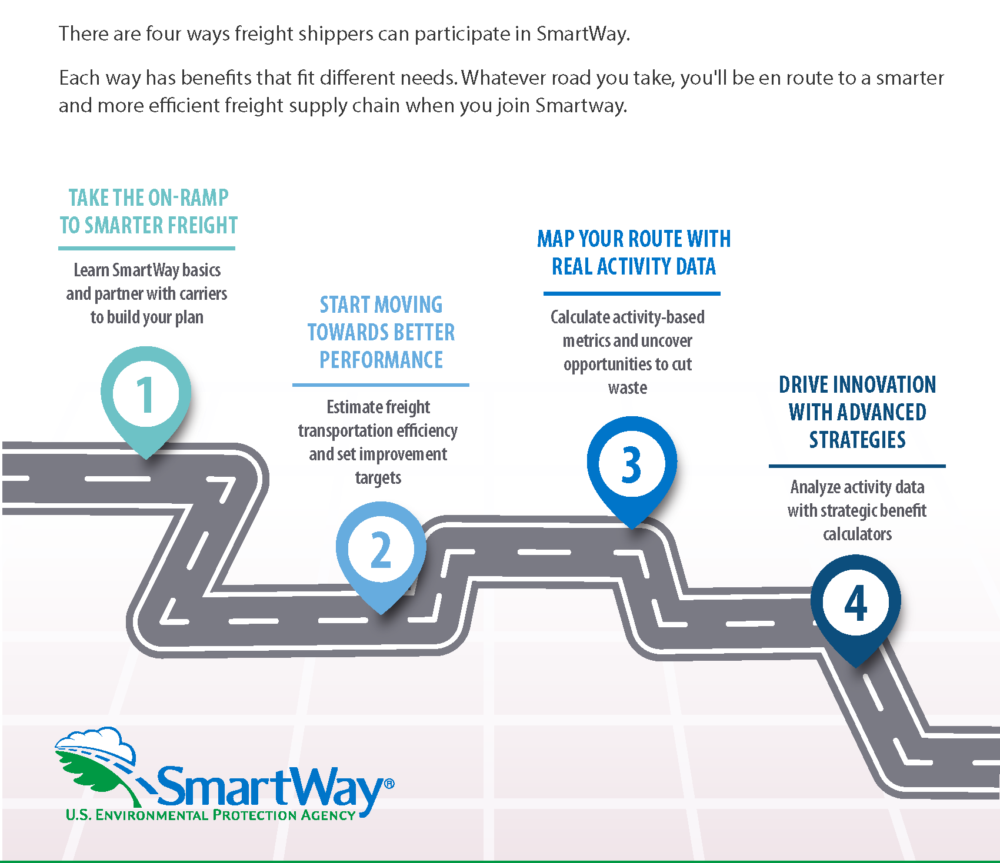 There are four ways freight shippers can participate in SmartWay.
Each way has benefits that fit different needs. Whatever road you take, you'll be en route to a smarter
and more efficient freight supply chain when you join Smartway.
TAKE THE ON-RAMP
TO SMARTER FREIGHT
Learn SmartWay basics
and partner with carriers
to build your plan
1
START MOVING
TOWARDS BETTER
PERFORMANCE
Estimate freight
transportation efficiency
and set improvement
targets
2
MAP YOUR ROUTE WITH
REAL ACTIVITY DATA
Calculate activity-based
metrics and uncover
opportunities to cut
waste
3
DRIVE INNOVATION
WITH ADVANCED
STRATEGIES
Analyze activity data
with strategic benefit
calculators
4
SmartWay®
U.S. ENVIRONMENTAL PROTECTION AGENCY